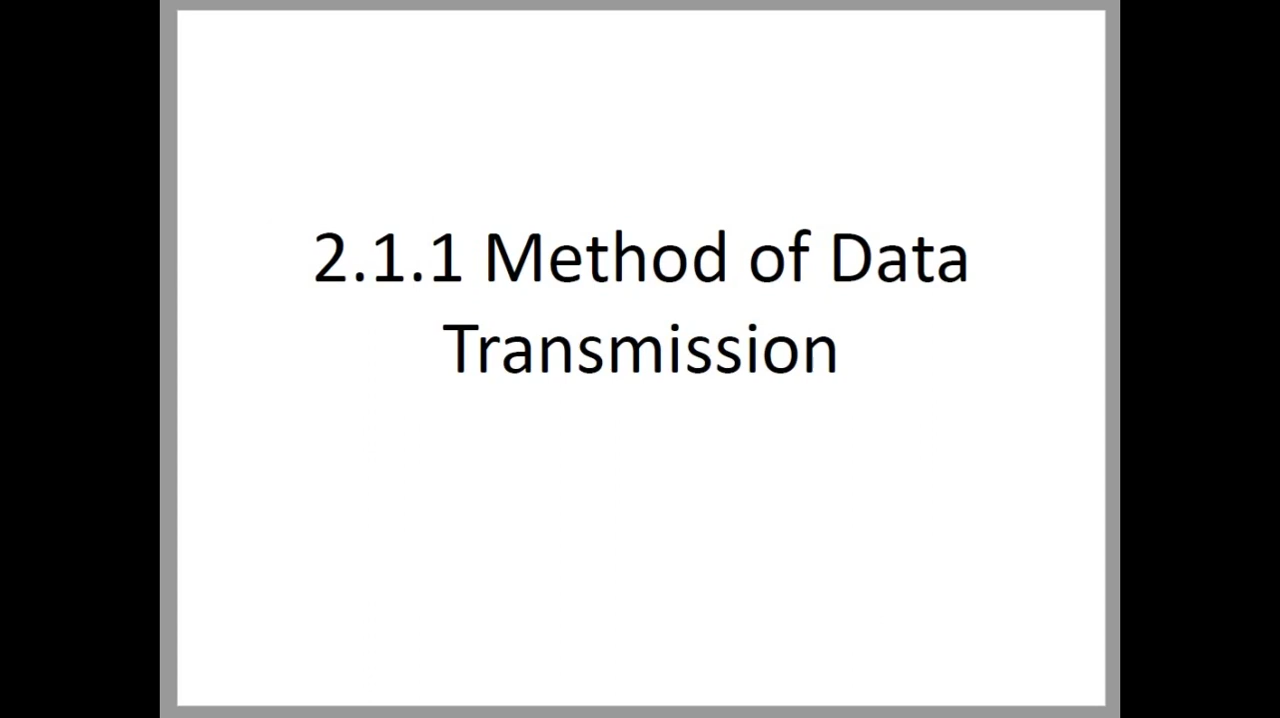 2.1.1 Method of Data
Transmission